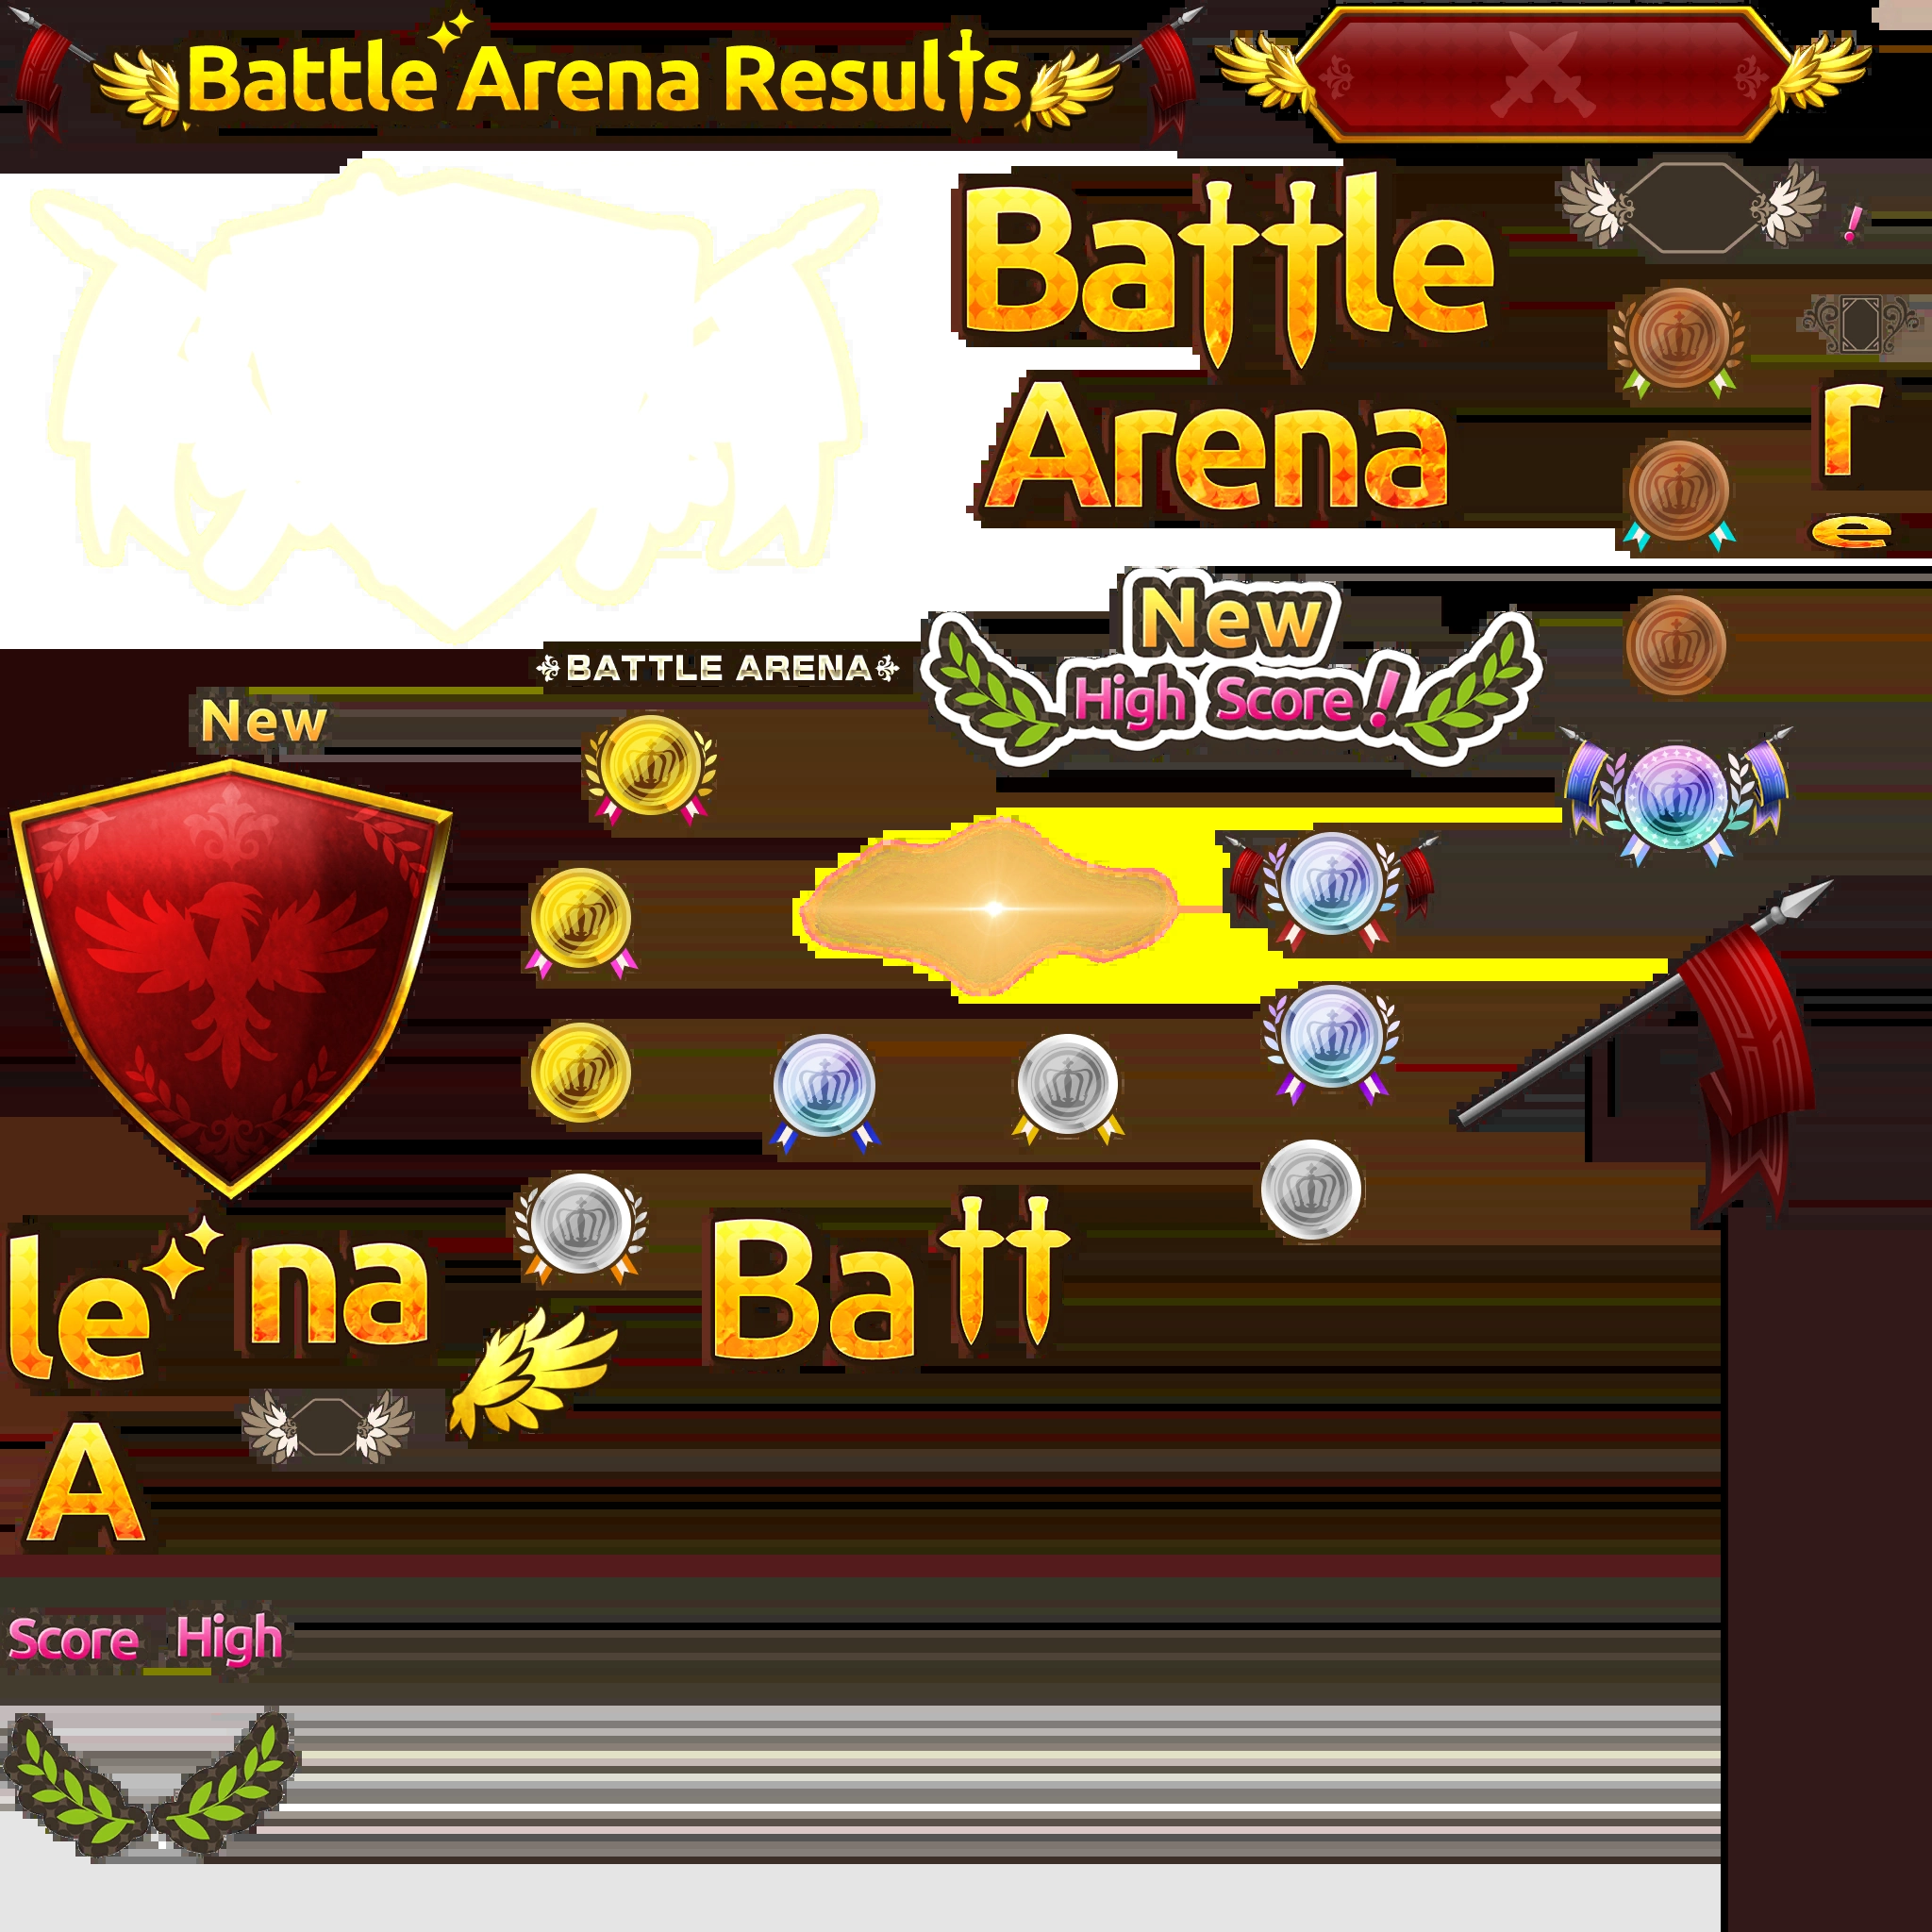 Battle Arena Results
Battle
Arena
!
r
e
New
High Score!
BATTLE ARENA
New
le
na
Batt
A
Score
High